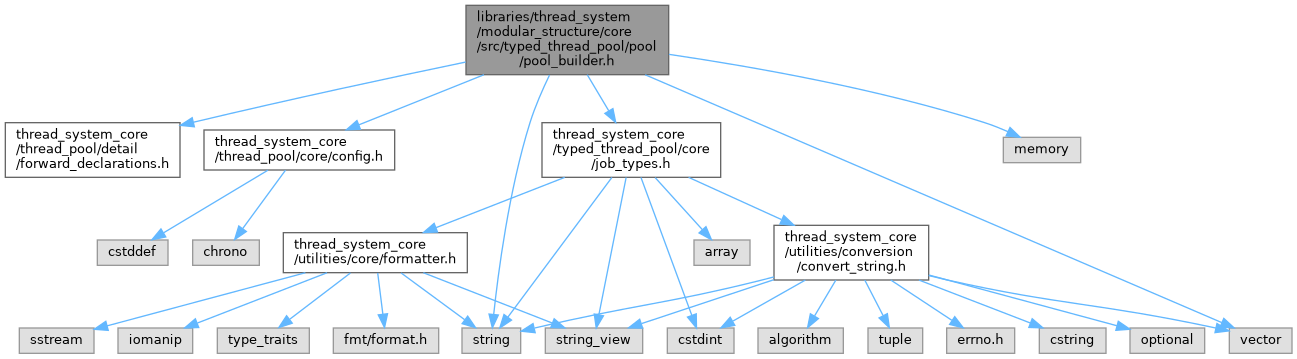 libraries/thread_system
/modular_structure/core
/src/typed_thread_pool/pool
/pool_builder.h
thread_system_core
/thread_pool/detail
/forward_declarations.h
thread_system_core
/thread_pool/core/config.h
thread_system_core
/typed_thread_pool/core
/job_types.h
memory
cstddef
chrono
thread_system_core
/utilities/core/formatter.h
array
thread_system_core
/utilities/conversion
/convert_string.h
sstream
iomanip
type_traits
fmt/format.h
string
string_view
cstdint
algorithm
tuple
errno.h
cstring
optional
vector